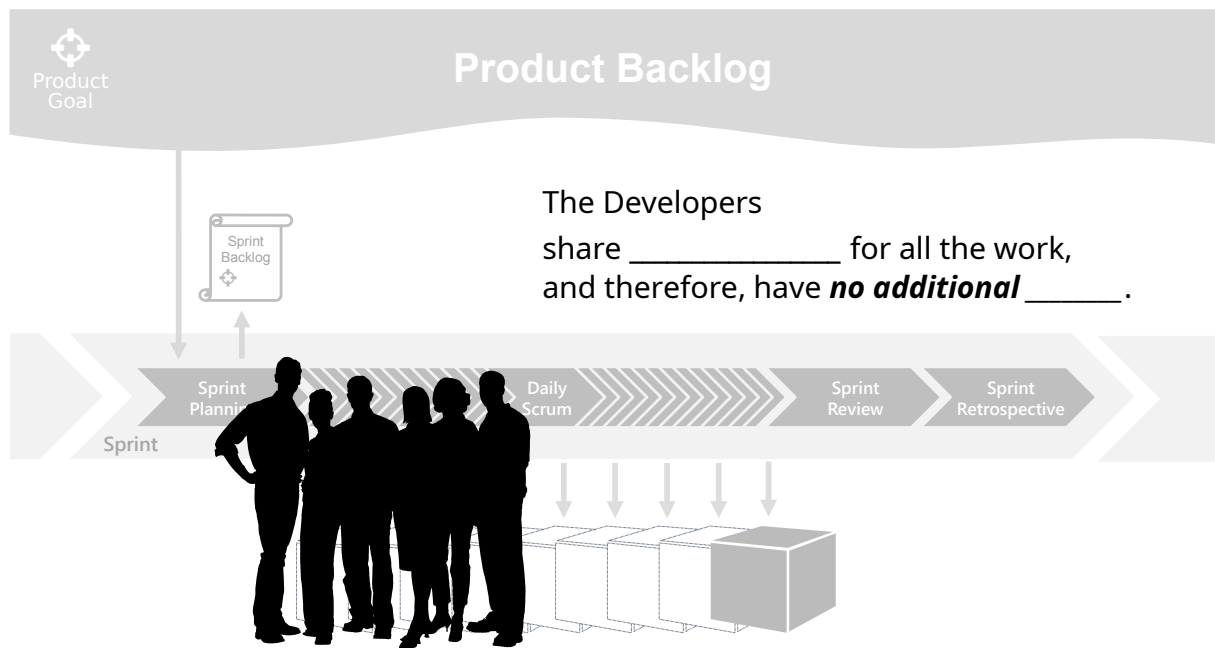 Product
Goal
Product Backlog
The Developers
share _______________ for all the work,
and therefore, have no additional _______.
Sprint
Backlog
Sprint
Daily
Scrum
Sprint
Review
Sprint
Retrospective
Sprint